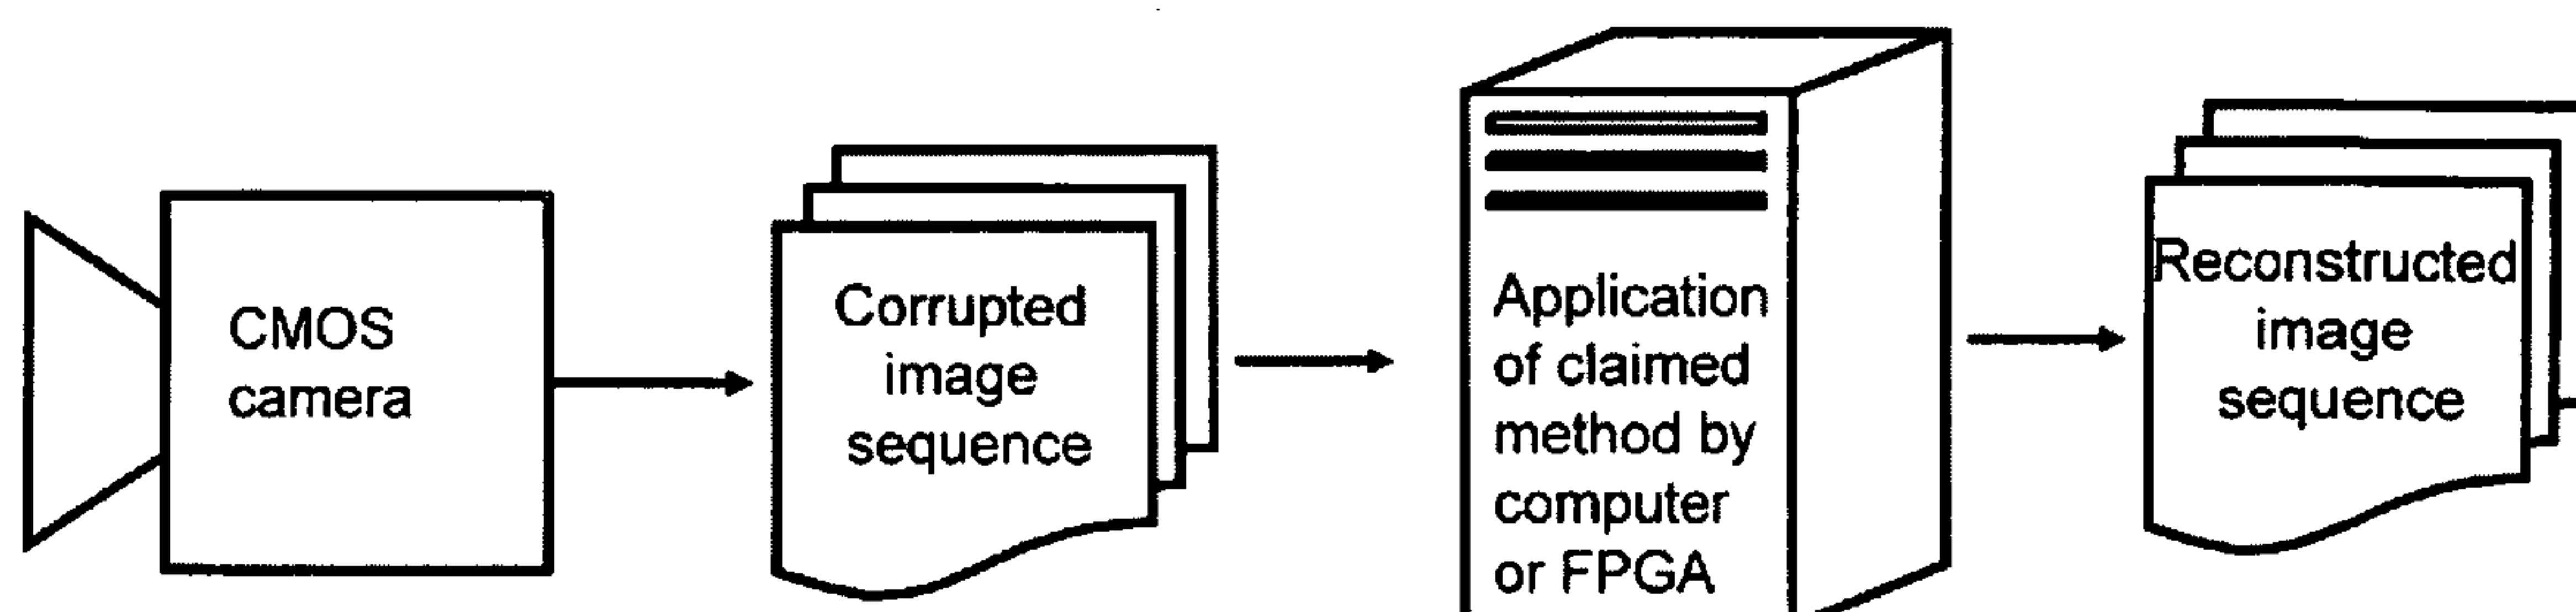 CMOS
camera
Corrupted
image
sequence
Application
of claimed
method by
computer
or FPGA
Reconstructed
image
sequence